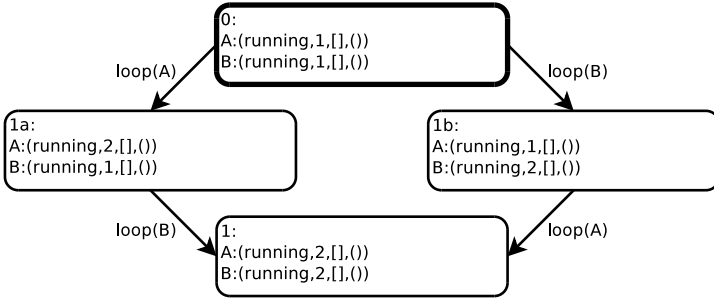 0:
A:(running,1,[],())
B:(running,1,[],())
loop(A)
loop(B)
1a:
A:(running,2,[],())
B:(running,1,[],())
1b:
A:(running,1,[],())
B:(running,2,[],())
loop(B)
loop(A)
1:
A:(running,2,[],())
B:(running,2,[],())